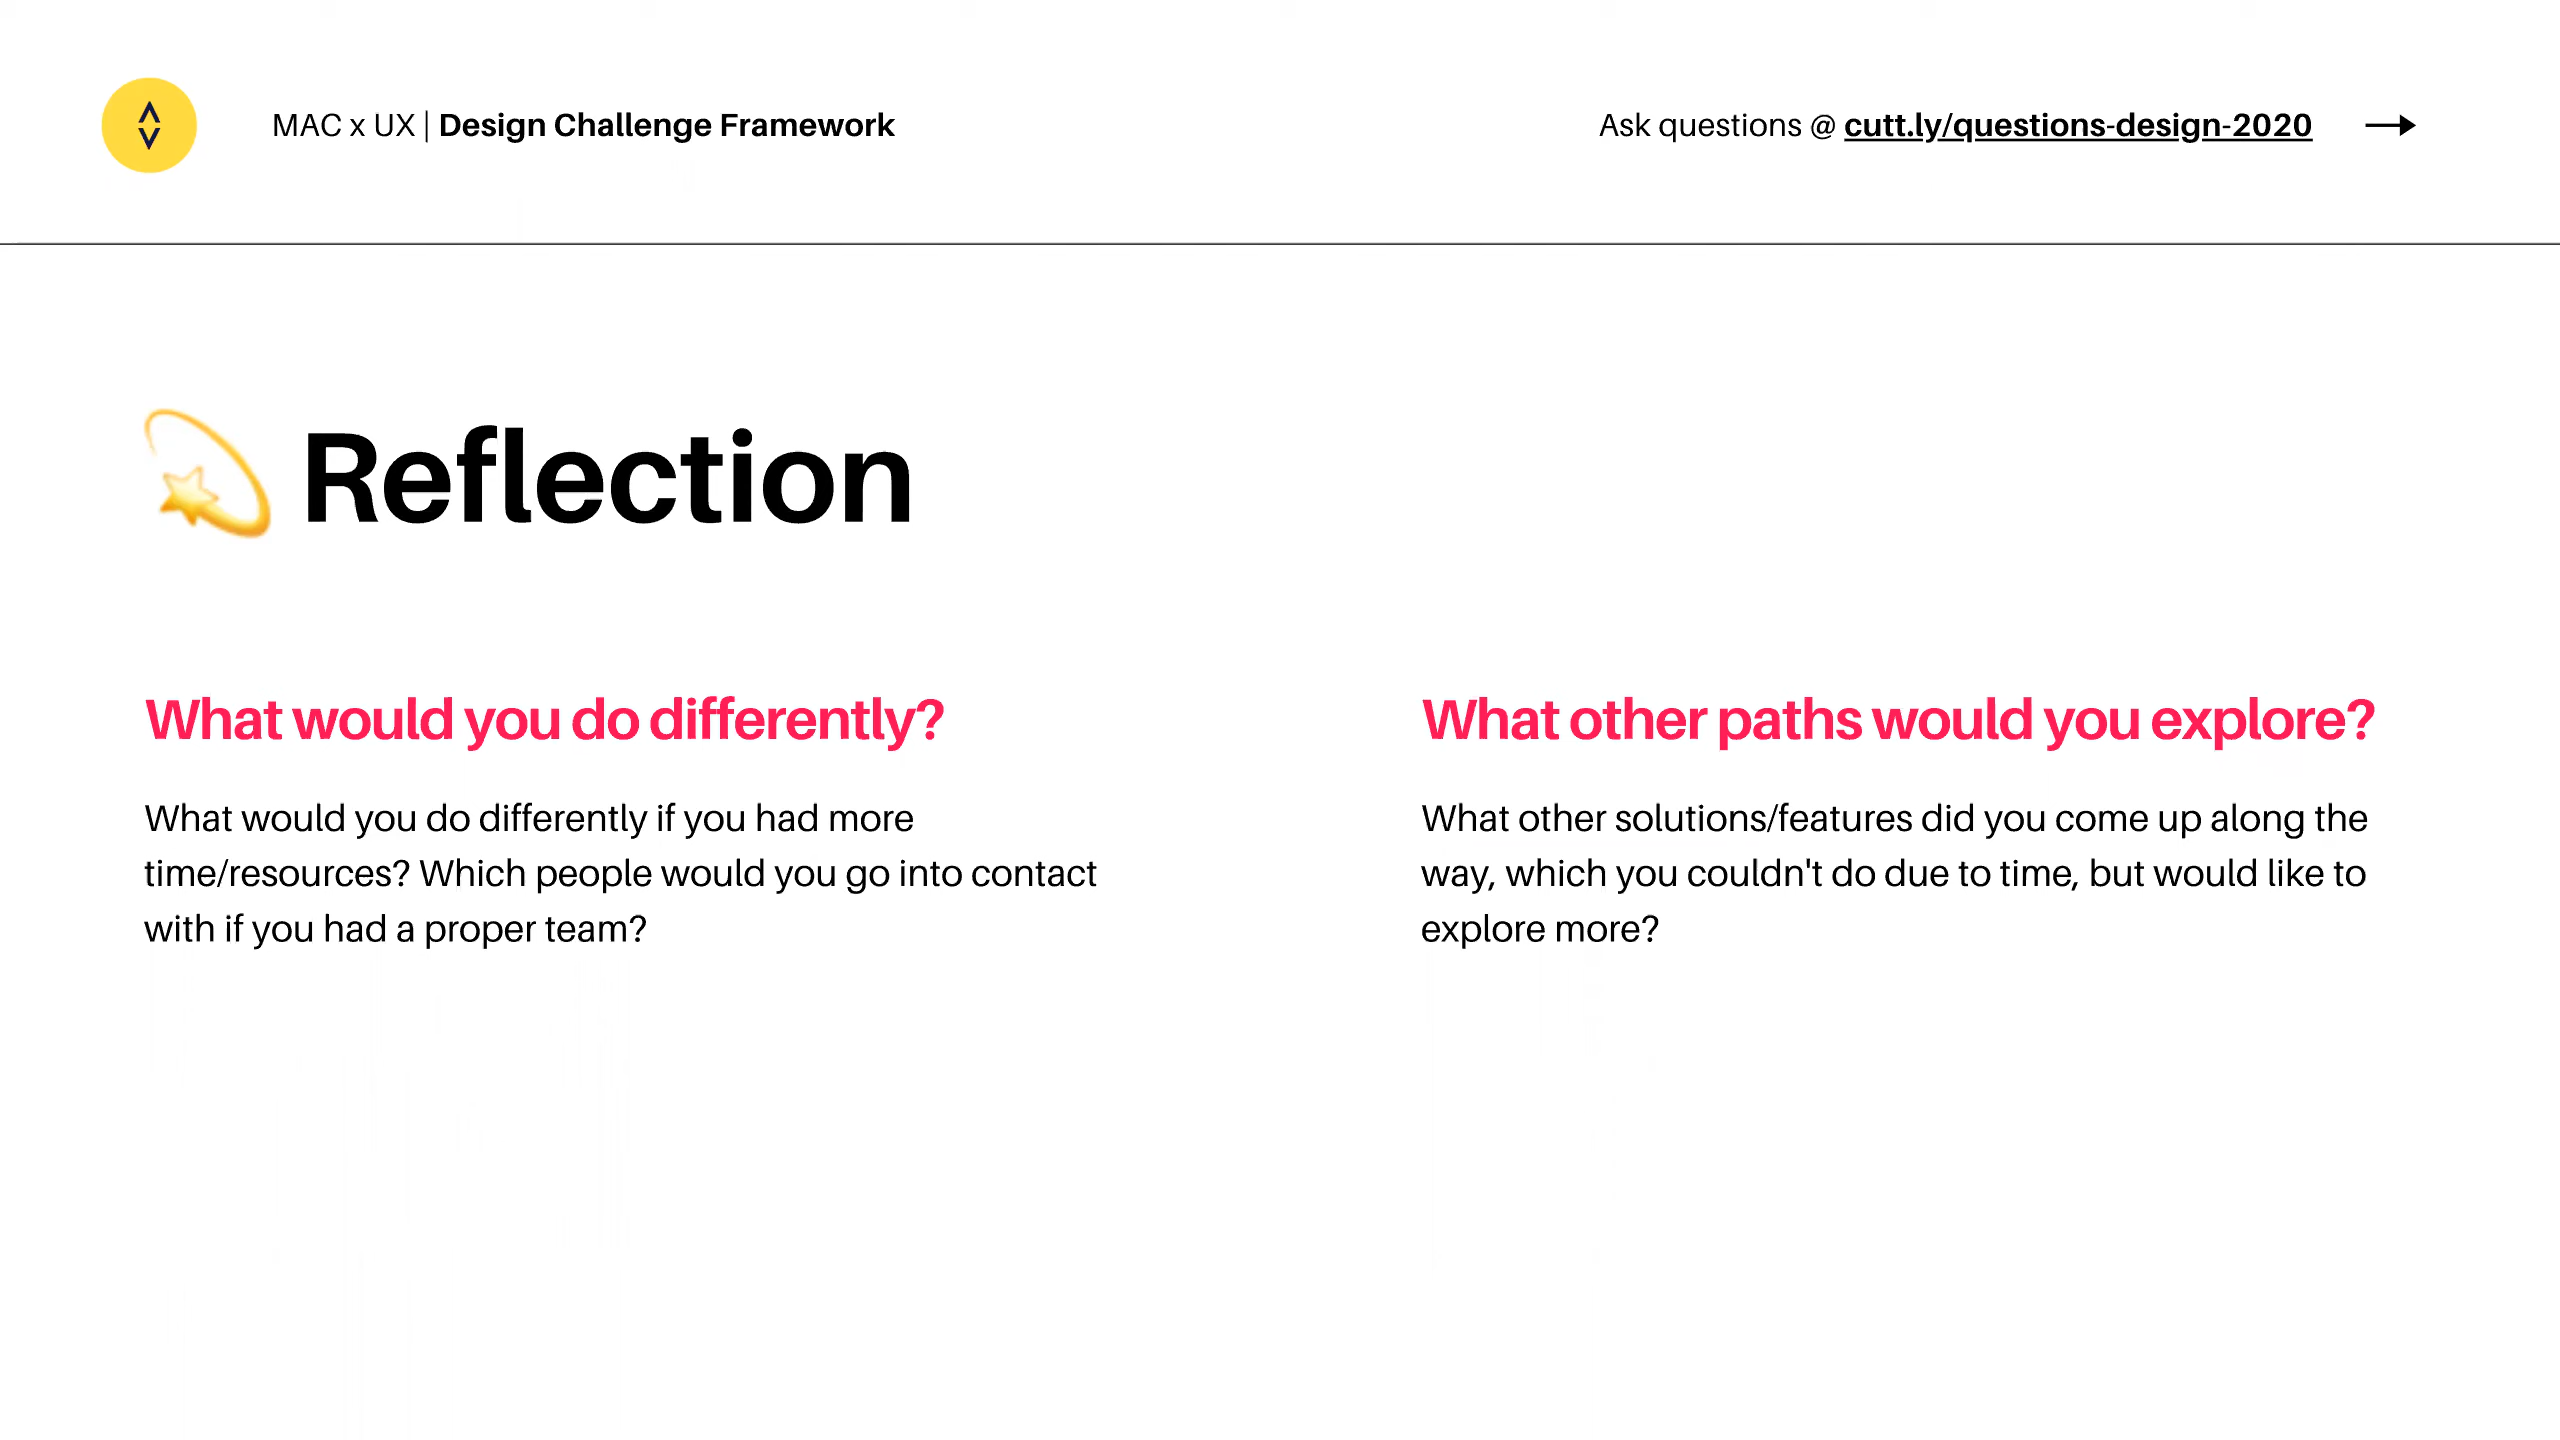 MAC x UX | Design Challenge Framework
Ask questions @ cutt.ly/questions-design-2020
Reflection
What would you do differently?
What would you do differently if you had more
time/resources? Which people would you go into contact
with if you had a proper team?
What other paths would you explore?
What other solutions/features did you come up along the
way, which you couldn't do due to time, but would like to
explore more?